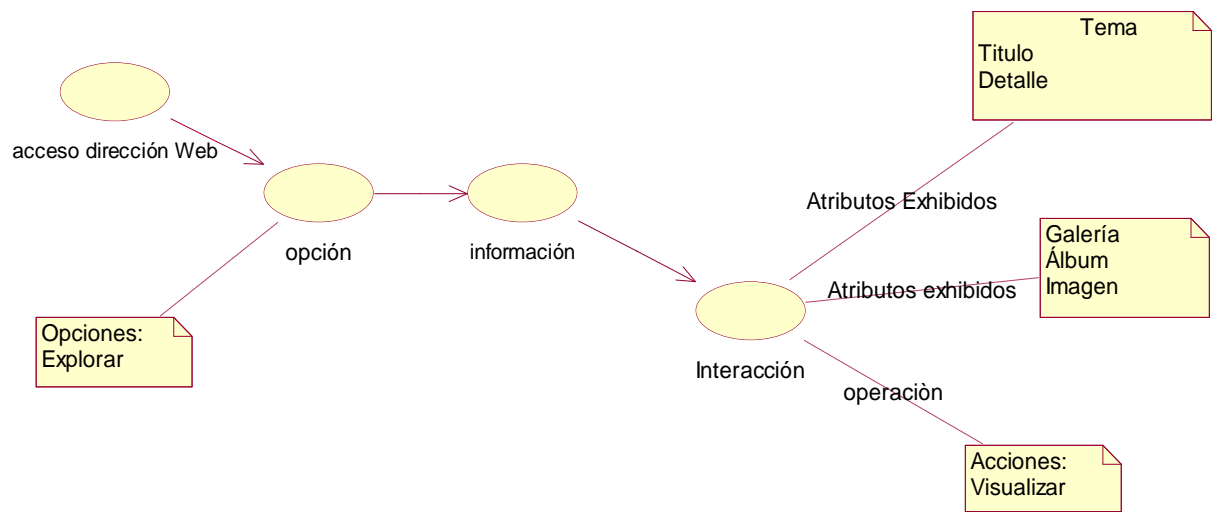 Tema
Titulo
Detalle
acceso dirección Web
Atributos Exhibidos
opción
información
Galería
Álbum
Imagen
Atributos exhibidos
Opciones:
Explorar
Interacción
operaciòn
Acciones:
Visualizar